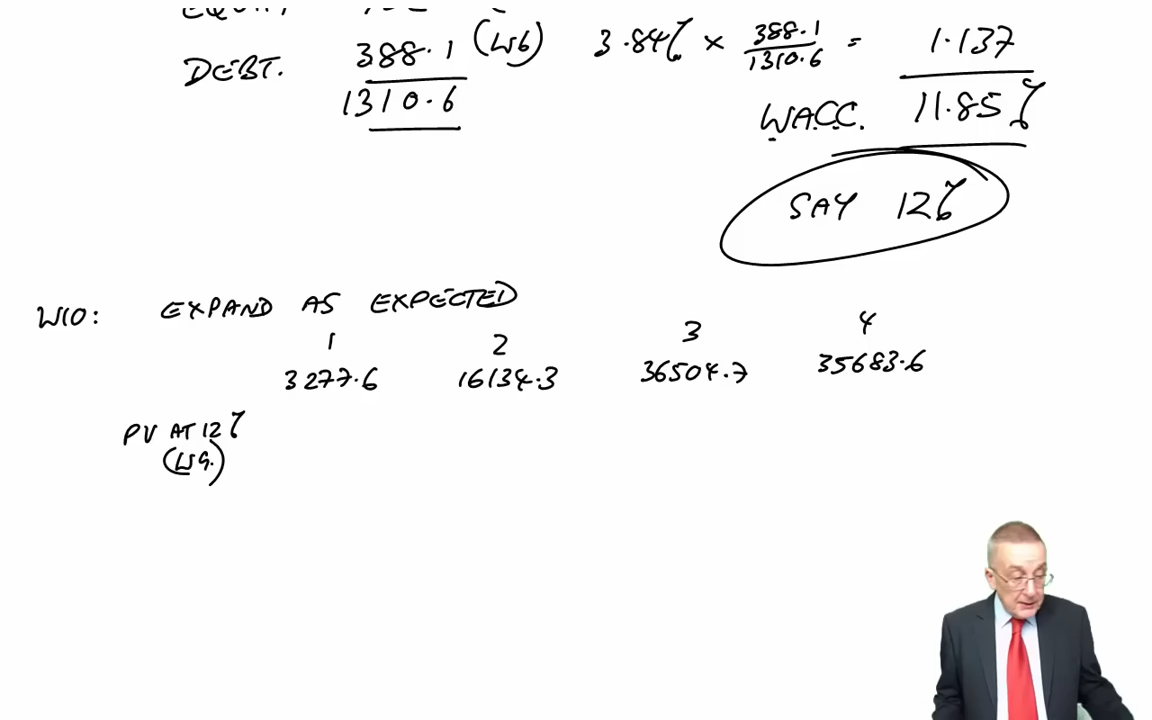 DEBT. 388.1 (W6) 3.84% × 388.1/1310.6 = 1.137
1310.6
WACC. 11.85%
SAY 12%
W10: EXPAND AS EXPECTED
1 2 3 4
3277.6 16134.3 36504.7 35683.6
PV AT 12%
(W9.)